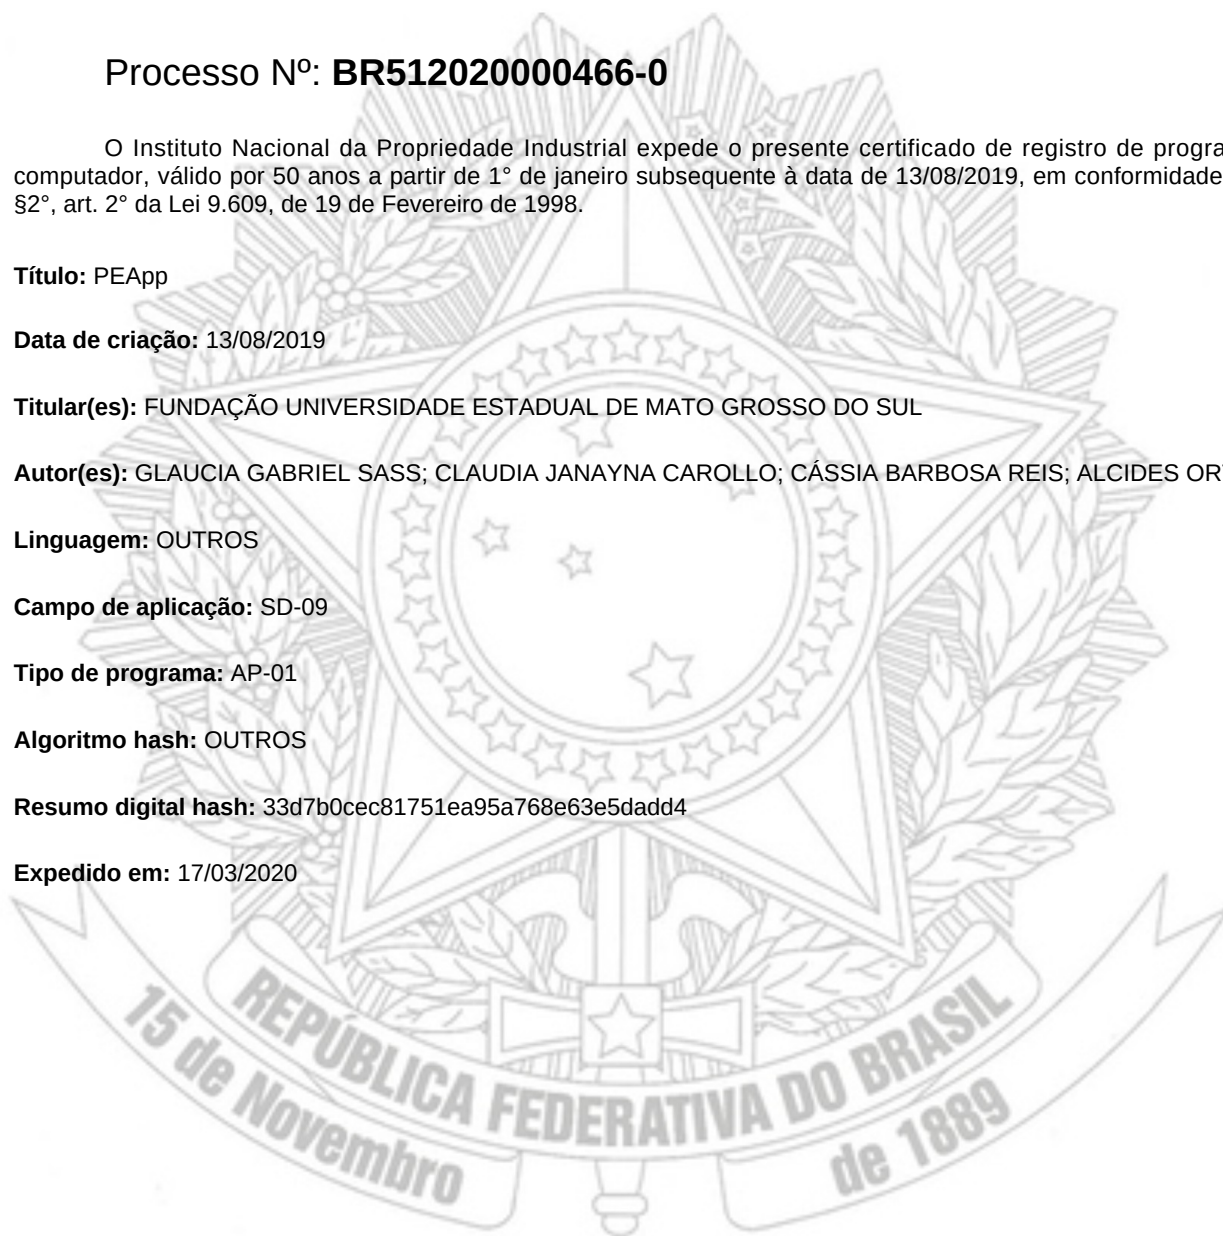 Processo Nº: BR512020000466-0
O Instituto Nacional da Propriedade Industrial expede o presente certificado de registro de
computador, válido por 50 anos a partir de 1° de janeiro subsequente à data de 13/08/2019, em conformidade
§2°, art. 2° da Lei 9.609, de 19 de Fevereiro de 1998.
Título: PEApp
Data de criação: 13/08/2019
Titular(es): FUNDAÇÃO UNIVERSIDADE ESTADUAL DE MATO GROSSO DO SUL
Autor(es): GLAUCIA GABRIEL SASS; CLAUDIA JANAYNA CAROLLO; CÁSSIA BARBOSA REIS; ALCIDES
Linguagem: OUTROS
Campo de aplicação: SD-09
Tipo de programa: AP-01
Algoritmo hash: OUTROS
Resumo digital hash: 33d7b0cec81751ea95a768e63e5dadd4
Expedido em: 17/03/2020
REPÚBLICA FEDERATIVA DO BRASIL
15 de Novembro de 1889